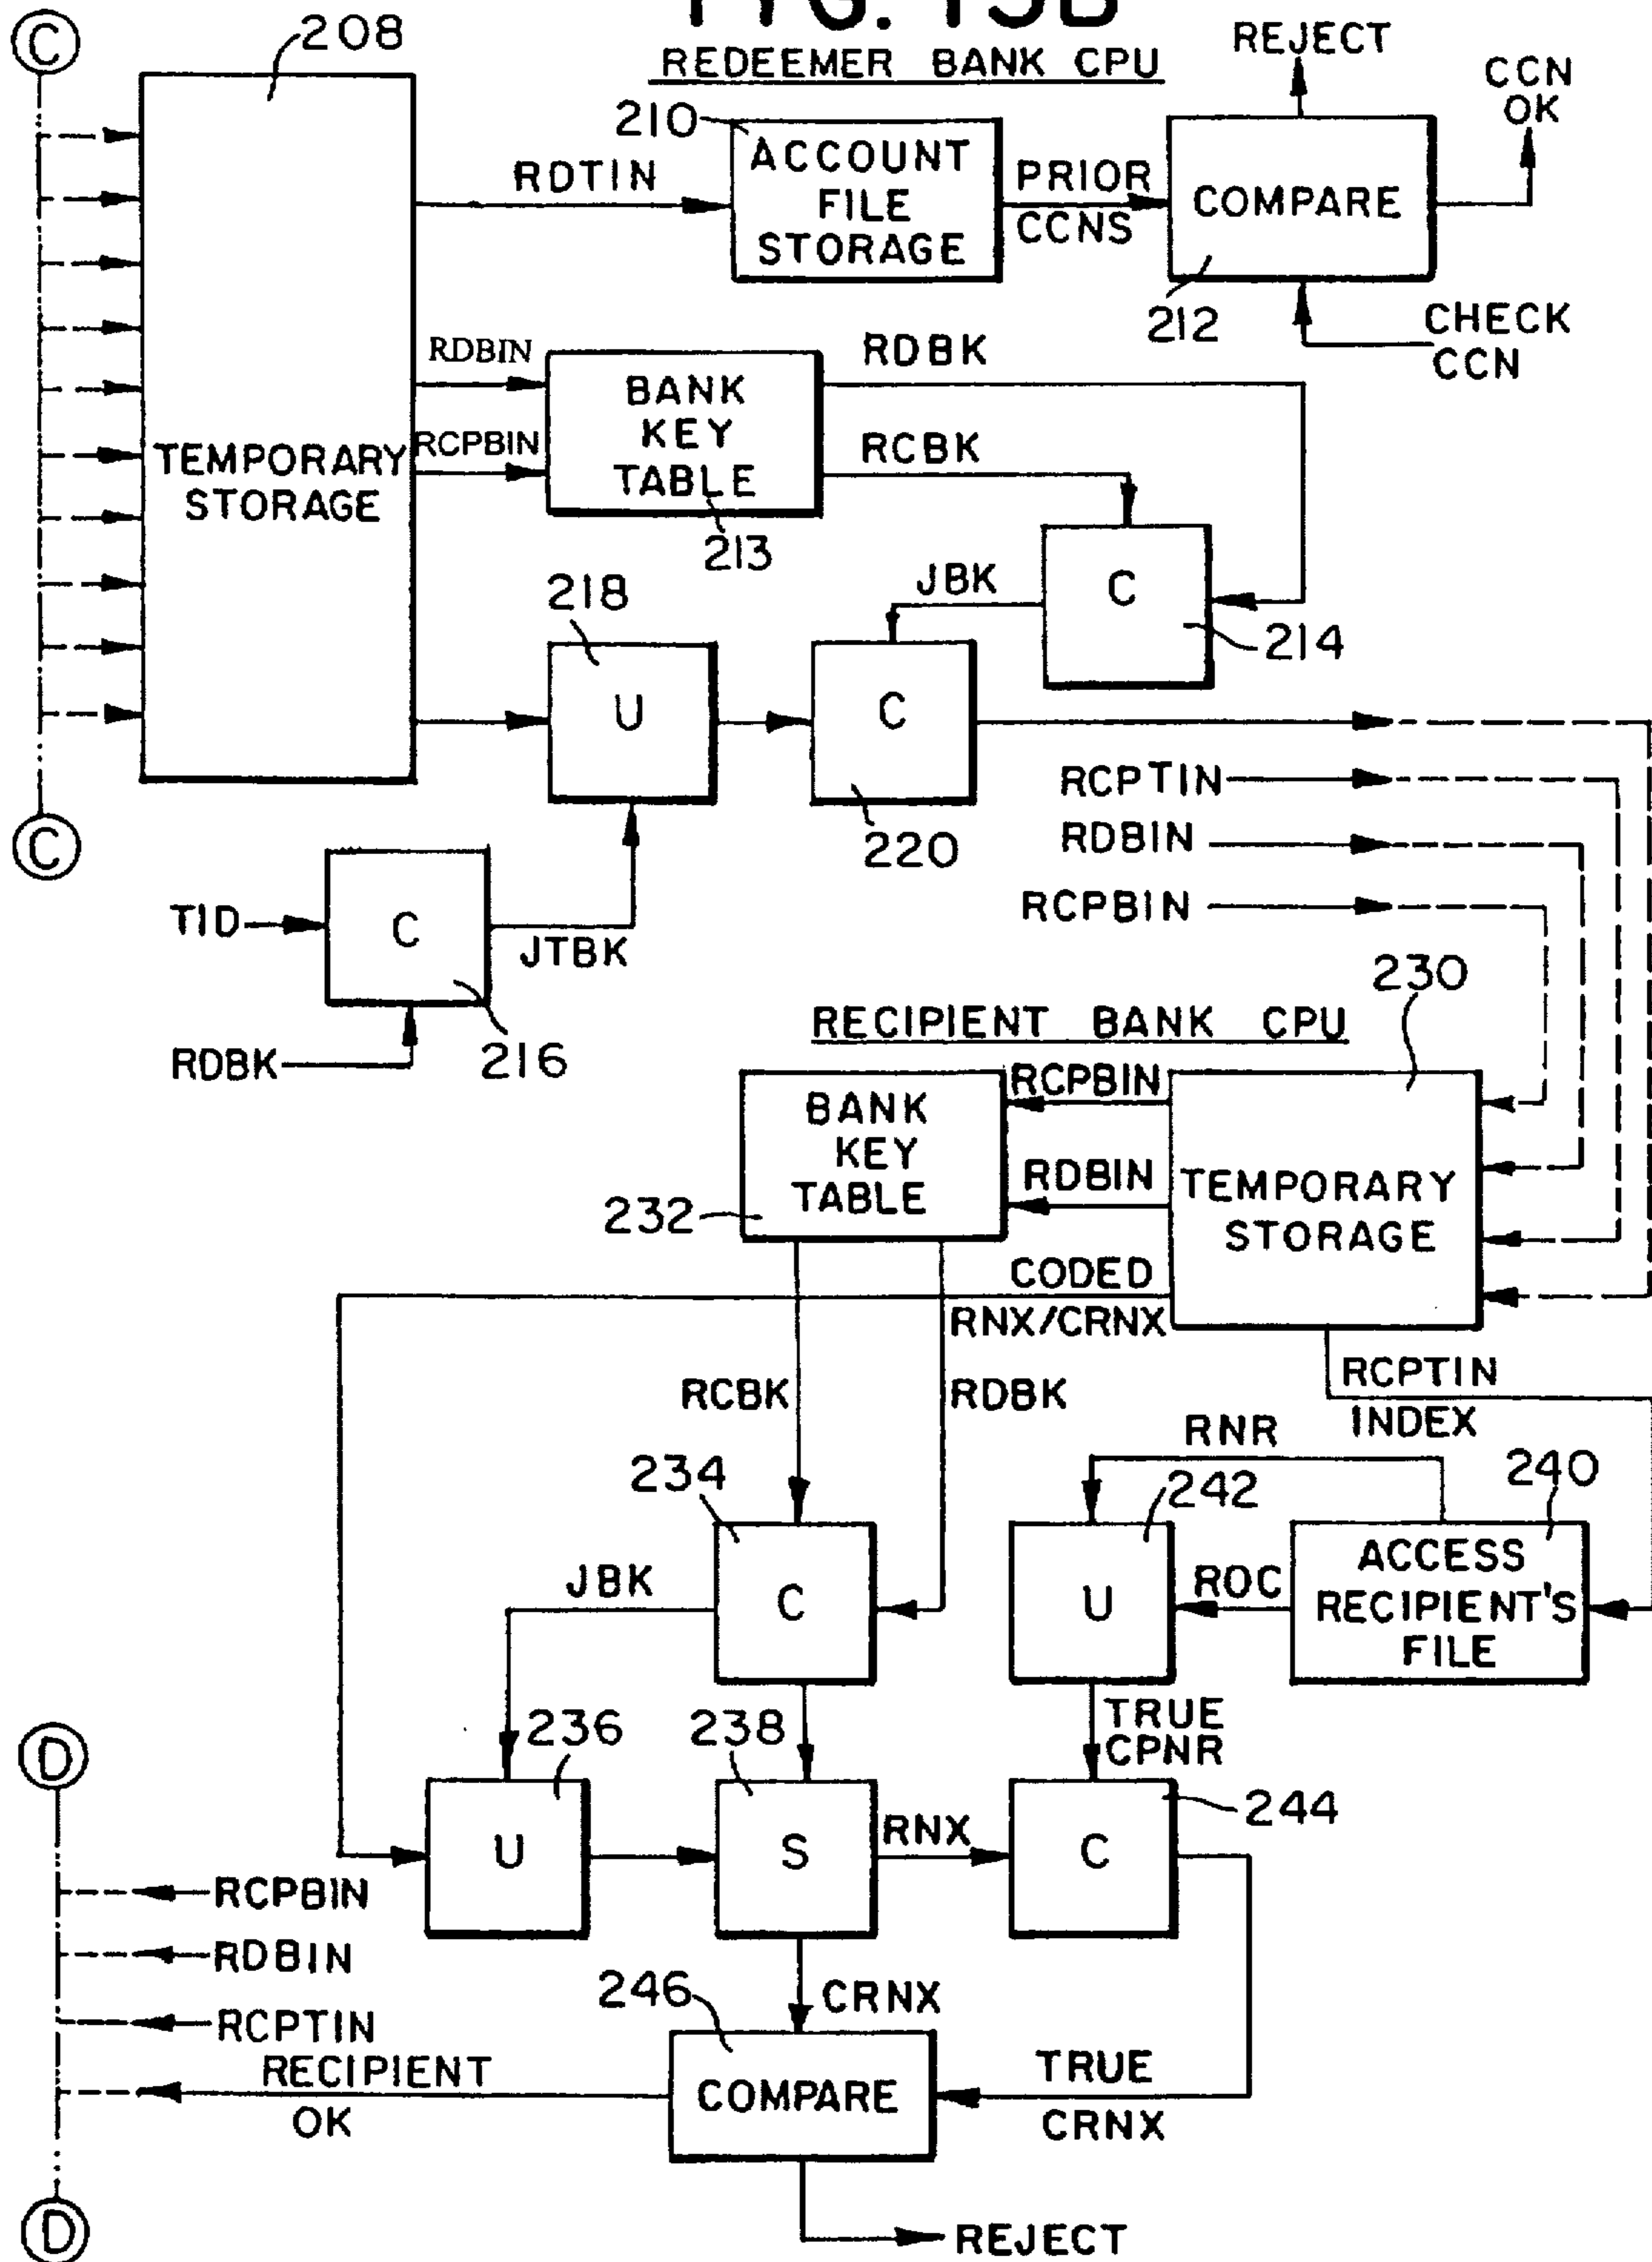 FIG. 13B
REDEEMER BANK CPU
C
208
REJECT
CCN
OK
210
ACCOUNT
FILE
STORAGE
RDTIN
PRIOR
CCNS
COMPARE
212
CHECK
CCN
RDBIN
RCPBIN
BANK
KEY
TABLE
213
RDBK
RCBK
TEMPORARY
STORAGE
C
214
JBK
218
U
C
220
C
TID
C
JTBK
RDBK
216
RCPTIN
RDBIN
RCPBIN
230
RECIPIENT BANK CPU
BANK
KEY
TABLE
232
RCPBIN
RDBIN
TEMPORARY
STORAGE
CODED
RNX/CRNX
RCPTIN
INDEX
RCBK
RDBK
RNR
234
242
240
C
JBK
U
ROC
ACCESS
RECIPIENT'S
FILE
TRUE
CPNR
D
236
238
244
U
S
RNX
C
RCPBIN
RDBIN
RCPTIN
RECIPIENT
OK
246
CRNX
COMPARE
TRUE
CRNX
D
REJECT